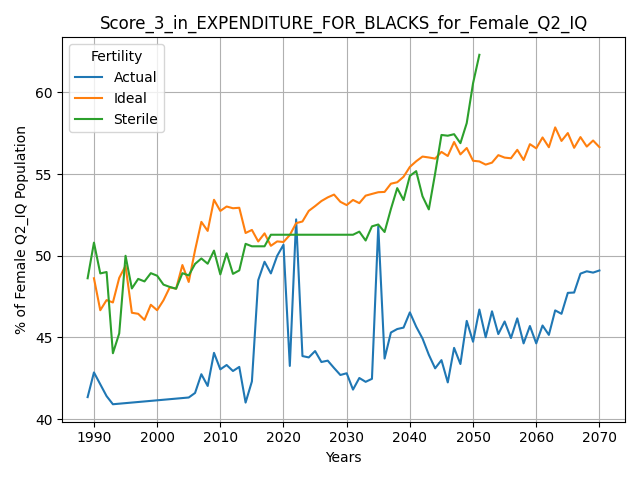 Score_3_in_EXPENDITURE_FOR_BLACKS_for_Female_Q2_IQ
Fertility
Actual
Ideal
Sterile
% of Female Q2_IQ Population
60
55
50
45
40
1990 2000 2010 2020 2030 2040 2050 2060 2070
Years